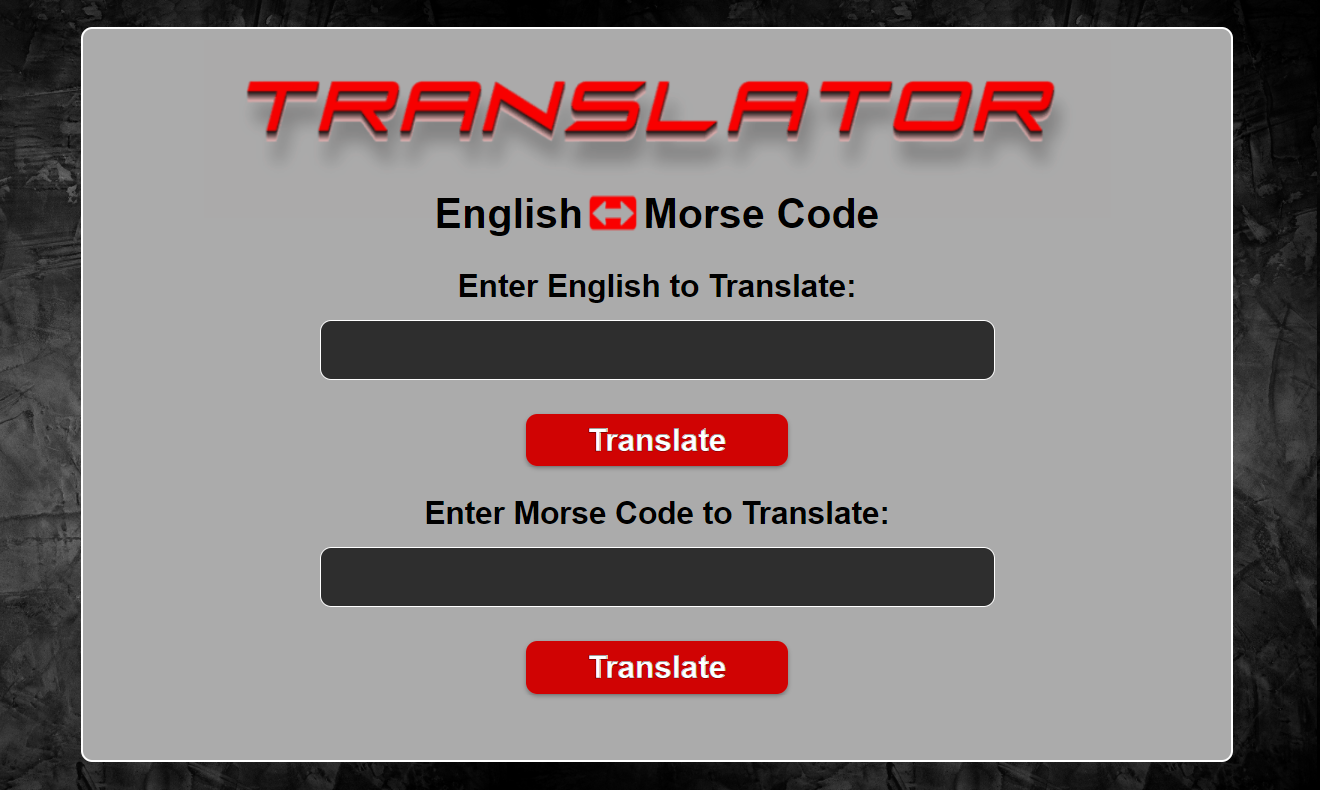 TRANSLATOR
English Morse Code
Enter English to Translate:
Translate
Enter Morse Code to Translate:
Translate